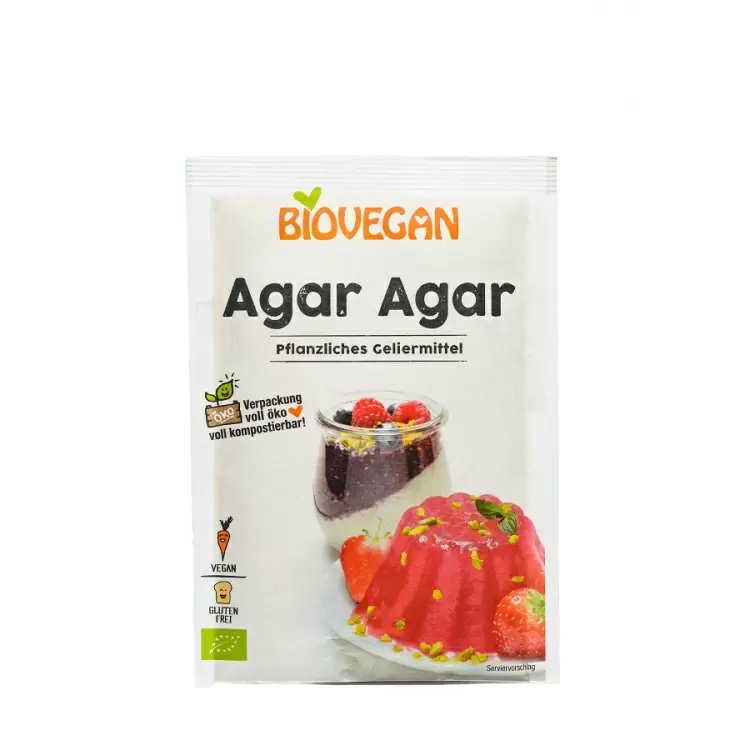 BIOVEGAN
Agar Agar
Pflanzliches Geliermittel
ÖKO
Verpackung
voll öko
voll kompostierbar!
VEGAN
GLUTEN
FREI
Serviervorschlag